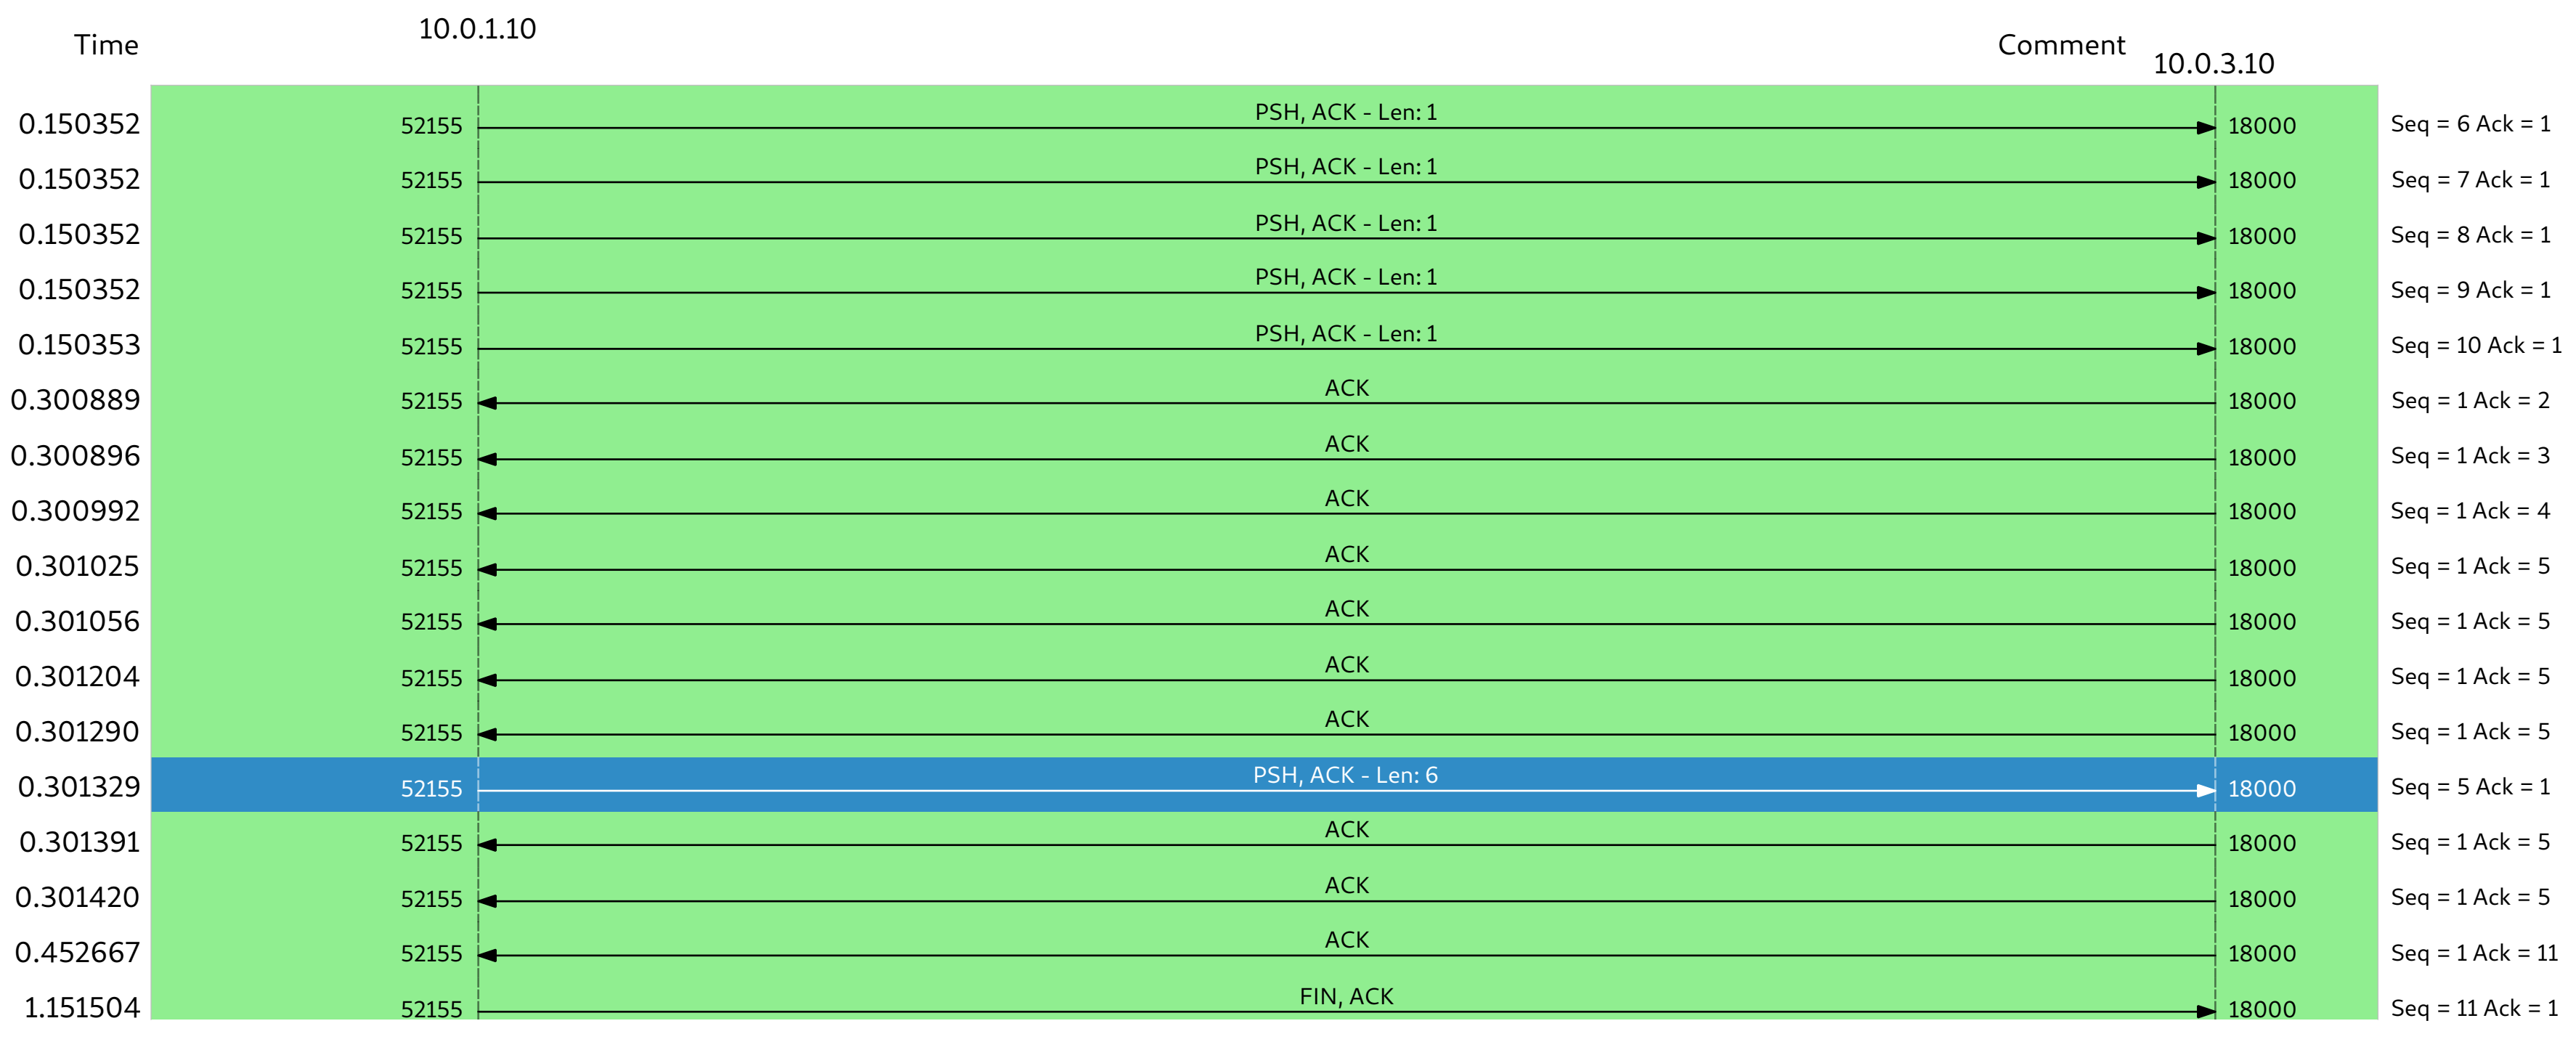 10.0.1.10
Time Comment
10.0.3.10
PSH, ACK - Len: 1
0.150352 52155 18000 Seq = 6 Ack = 1
PSH, ACK - Len: 1
0.150352 52155 18000 Seq = 7 Ack = 1
PSH, ACK - Len: 1
0.150352 52155 18000 Seq = 8 Ack = 1
PSH, ACK - Len: 1
0.150352 52155 18000 Seq = 9 Ack = 1
PSH, ACK - Len: 1
0.150353 52155 18000 Seq = 10 Ack = 1
ACK
0.300889 52155 18000 Seq = 1 Ack = 2
ACK
0.300896 52155 18000 Seq = 1 Ack = 3
ACK
0.300992 52155 18000 Seq = 1 Ack = 4
ACK
0.301025 52155 18000 Seq = 1 Ack = 5
ACK
0.301056 52155 18000 Seq = 1 Ack = 5
ACK
0.301204 52155 18000 Seq = 1 Ack = 5
ACK
0.301290 52155 18000 Seq = 1 Ack = 5
PSH, ACK - Len: 6
0.301329 52155 18000 Seq = 5 Ack = 1
ACK
0.301391 52155 18000 Seq = 1 Ack = 5
ACK
0.301420 52155 18000 Seq = 1 Ack = 5
ACK
0.452667 52155 18000 Seq = 1 Ack = 11
FIN, ACK
1.151504 52155 18000 Seq = 11 Ack = 1